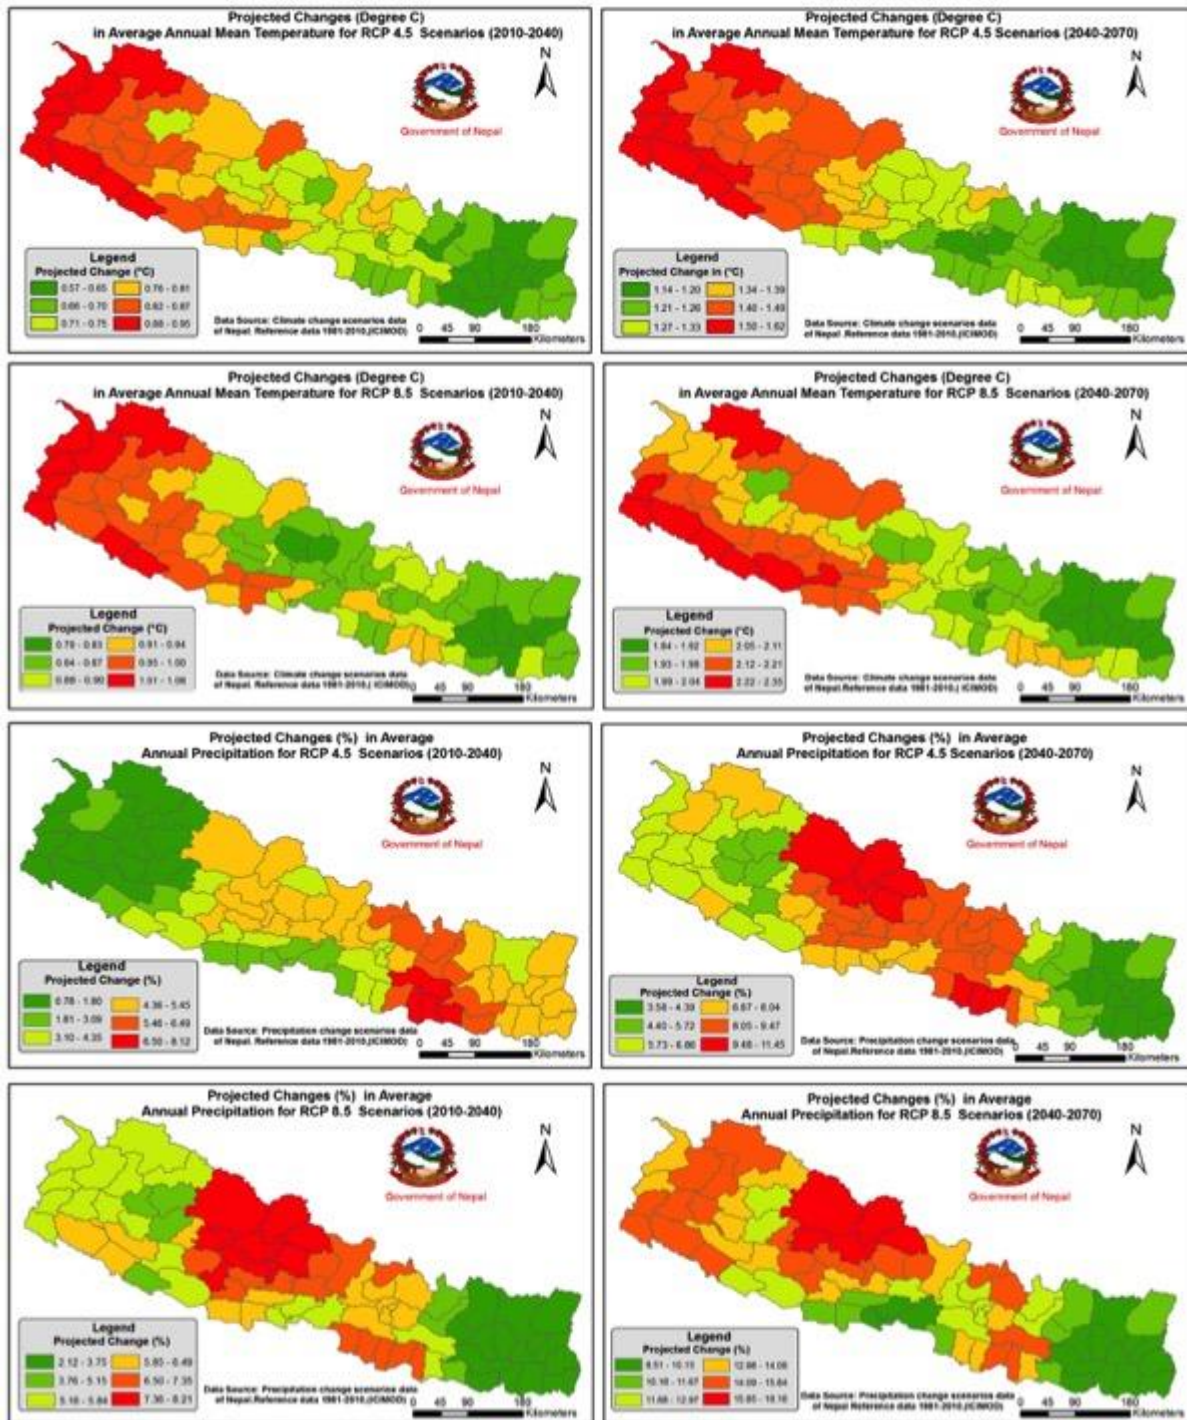 Projected Changes (Degree C)
in Average Annual Mean Temperature for RCP 4.5 Scenarios (2010-2040)
N
Government of Nepal
Legend
Projected Change (°C)
0.57 - 0.65
0.76 - 0.81
0.66 - 0.70
0.82 - 0.87
0.71 - 0.75
0.88 - 0.95
Data Source: Climate change scenarios data
of Nepal. Reference data 1981-2010,(ICIMOD)
0 45 90 180
Kilometers
Projected Changes (Degree C)
in Average Annual Mean Temperature for RCP 4.5 Scenarios (2040-2070)
N
Government of Nepal
Legend
Projected Change in (°C)
1.14 - 1.20
1.34 - 1.39
1.21 - 1.26
1.40 - 1.49
1.27 - 1.33
1.50 - 1.62
Data Source: Climate change scenarios data
of Nepal .Reference data 1981-2010,(ICIMOD)
0 45 90 180
Kilometers
Projected Changes (Degree C)
in Average Annual Mean Temperature for RCP 8.5 Scenarios (2010-2040)
N
Government of Nepal
Legend
Projected Change (°C)
0.79 - 0.83
0.91 - 0.94
0.84 - 0.87
0.95 - 1.00
0.88 - 0.90
1.01 - 1.08
Data Source: Climate change scenarios data
of Nepal. Reference data 1981-2010,( ICIMOD)
0 45 90 180
Kilometers
Projected Changes (Degree C)
in Average Annual Mean Temperature for RCP 8.5 Scenarios (2040-2070)
N
Government of Nepal
Legend
Projected Change (°C)
1.84 - 1.92
2.05 - 2.11
1.93 - 1.98
2.12 - 2.21
1.99 - 2.04
2.22 - 2.35
Data Source: Climate change scenarios data
of Nepal.Reference data 1981-2010,( ICIMOD)
0 45 90 180
Kilometers
Projected Changes (%) in Average
Annual Precipitation for RCP 4.5 Scenarios (2010-2040)
N
Government of Nepal
Legend
Projected Change (%)
0.78 - 1.80
4.36 - 5.45
1.81 - 3.09
5.46 - 6.49
3.10 - 4.35
6.50 - 8.12
Data Source: Precipitation change scenarios data
of Nepal. Reference data 1981-2010,(ICIMOD)
0 45 90 180
Kilometers
Projected Changes (%) in Average
Annual Precipitation for RCP 4.5 Scenarios (2040-2070)
N
Government of Nepal
Legend
Projected Change (%)
3.58 - 4.39
6.87 - 8.04
4.40 - 5.72
8.05 - 9.47
5.73 - 6.86
9.48 - 11.45
Data Source: Precipitation change scenarios data
of Nepal.Reference data 1981-2010,(ICIMOD)
0 45 90 180
Kilometers
Projected Changes (%) in Average
Annual Precipitation for RCP 8.5 Scenarios (2010-2040)
N
Government of Nepal
Legend
Projected Change (%)
2.12 - 3.75
5.85 - 6.49
3.76 - 5.15
6.50 - 7.35
5.16 - 5.84
7.36 - 8.21
Data Source: Precipitation change scenarios data
of Nepal. Reference data 1981-2010,(ICIMOD)
0 45 90 180
Kilometers
Projected Changes (%) in Average
Annual Precipitation for RCP 8.5 Scenarios (2040-2070)
N
Government of Nepal
Legend
Projected Change (%)
12.98 - 14.08
14.09 - 15.64
11.68 - 12.97
Data Source: Precipitation change scenarios data
of Nepal. Reference data 1981-2010,(ICIMOD)
0 45 90 180
Kilometers